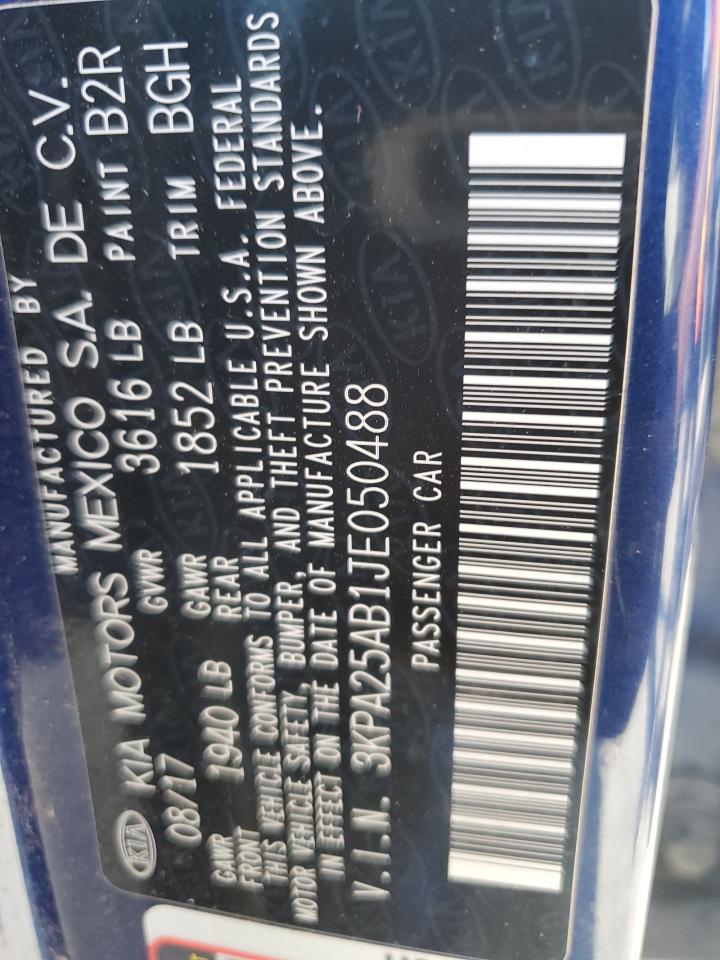 MANUFACTURED BY
KIA KIA MOTORS MEXICO S.A. DE C.V.
08/17 GVWR 3616 LB PAINT B2R
GAWR FRONT 1940 LB GAWR REAR 1852 LB TRIM BGH
THIS VEHICLE CONFORMS TO ALL APPLICABLE U.S.A. FEDERAL
MOTOR VEHICLE SAFETY, BUMPER, AND THEFT PREVENTION STANDARDS
IN EFFECT ON THE DATE OF MANUFACTURE SHOWN ABOVE.
V.I.N. 3KPA25AB1JE050488
PASSENGER CAR